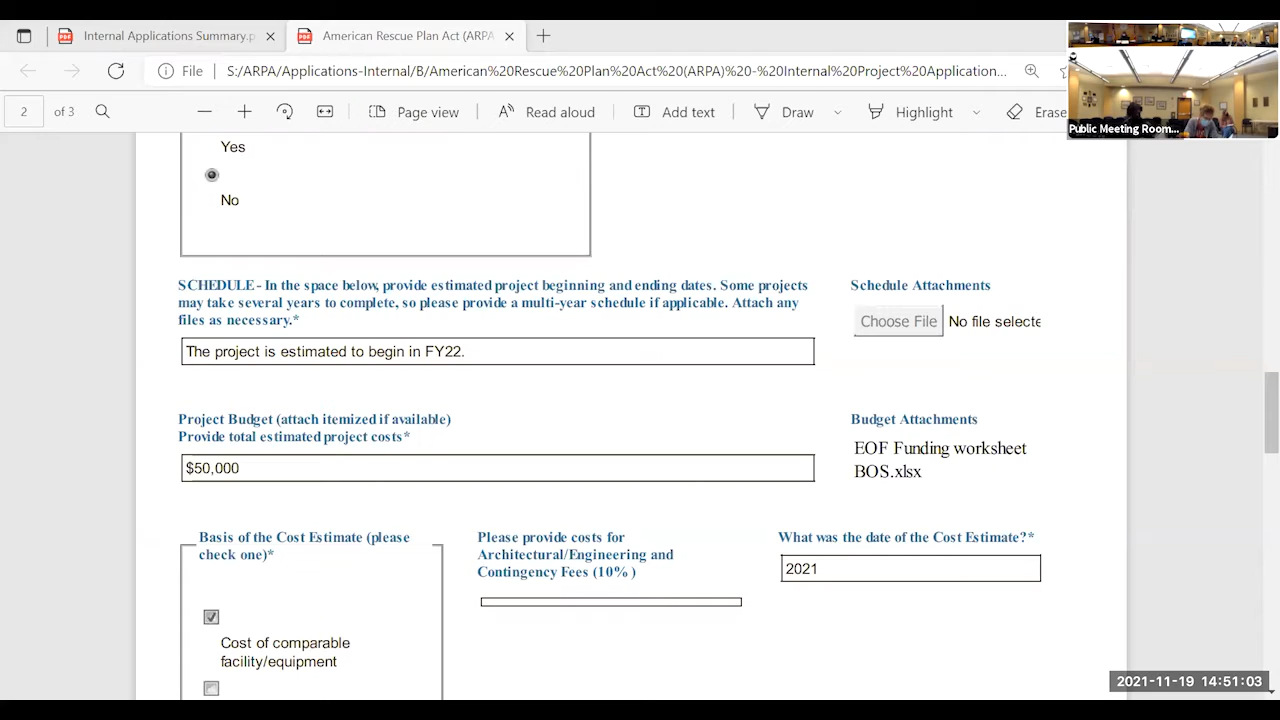 Internal Applications Summary.p
American Rescue Plan Act (ARPA
File
S:/ARPA/Applications-Internal/B/American%20Rescue%20Plan%20Act%20(ARPA)%20-%20Internal%20Project%20Application...
2 of 3
Page view
Read aloud
Add text
Draw
Highlight
Erase
Public Meeting Room...
Yes
No
SCHEDULE - In the space below, provide estimated project beginning and ending dates. Some projects
may take several years to complete, so please provide a multi-year schedule if applicable. Attach any
files as necessary.*
Schedule Attachments
Choose File No file selecte
The project is estimated to begin in FY22.
Project Budget (attach itemized if available)
Provide total estimated project costs*
Budget Attachments
EOF Funding worksheet
BOS.xlsx
$50,000
Basis of the Cost Estimate (please
check one)*
Please provide costs for
Architectural/Engineering and
Contingency Fees (10% )
What was the date of the Cost Estimate?*
2021
Cost of comparable
facility/equipment
2021-11-19 14:51:03